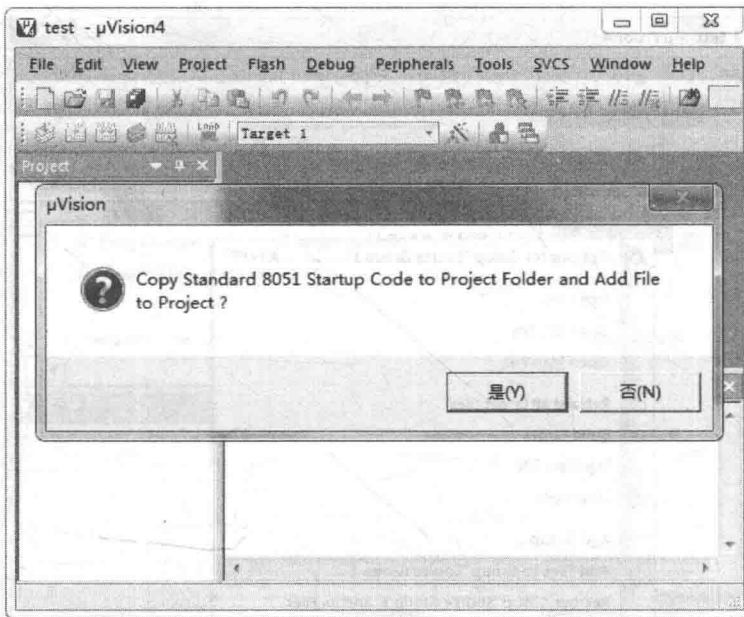 test - μVision4
File Edit View Project Flash Debug Peripherals Tools SVCS Window Help
LOAD Target 1
Project
μVision
Copy Standard 8051 Startup Code to Project Folder and Add File
to Project ?
是(Y) 否(N)